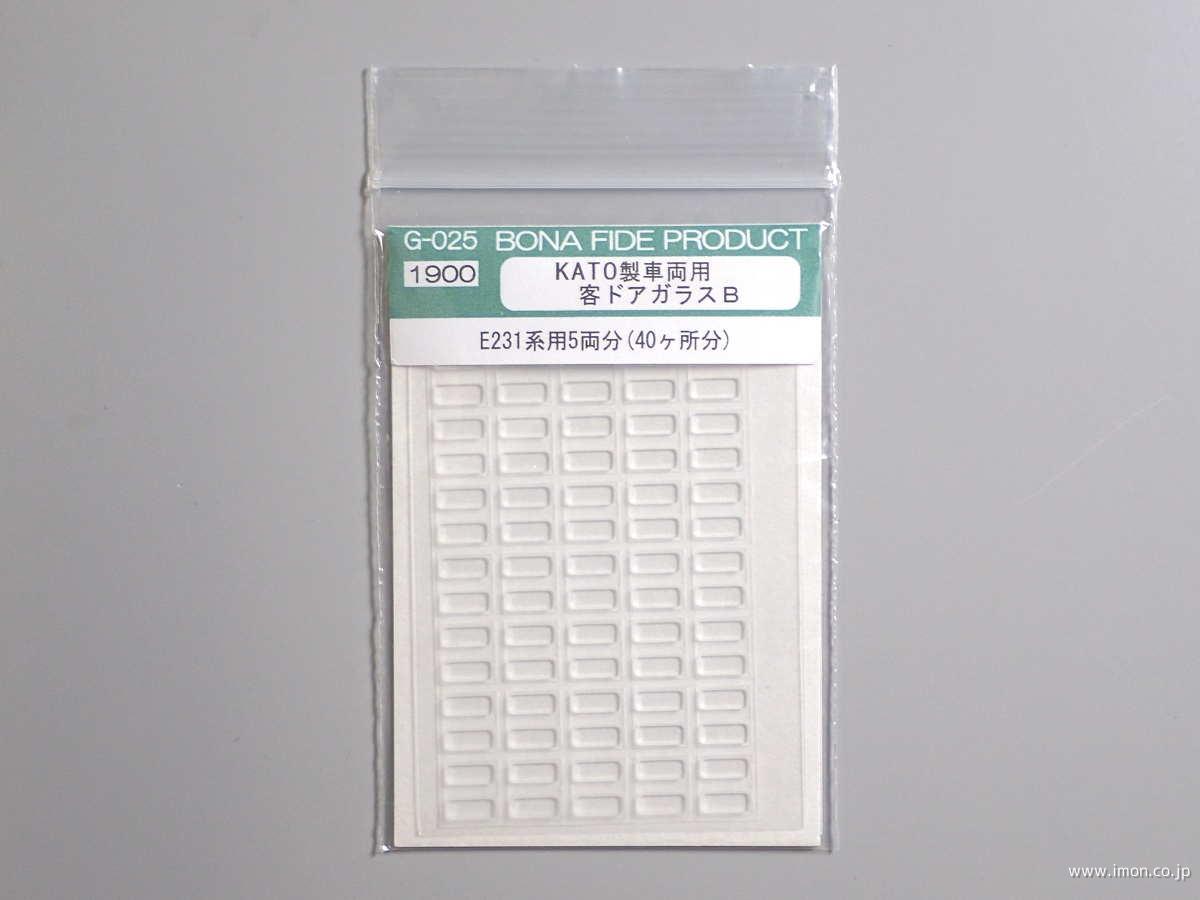 G-025 BONA FIDE PRODUCT
1900
KATO製車両用
客ドアガラスB
E231系用5両分(40ヶ所分)
www.imon.co.jp